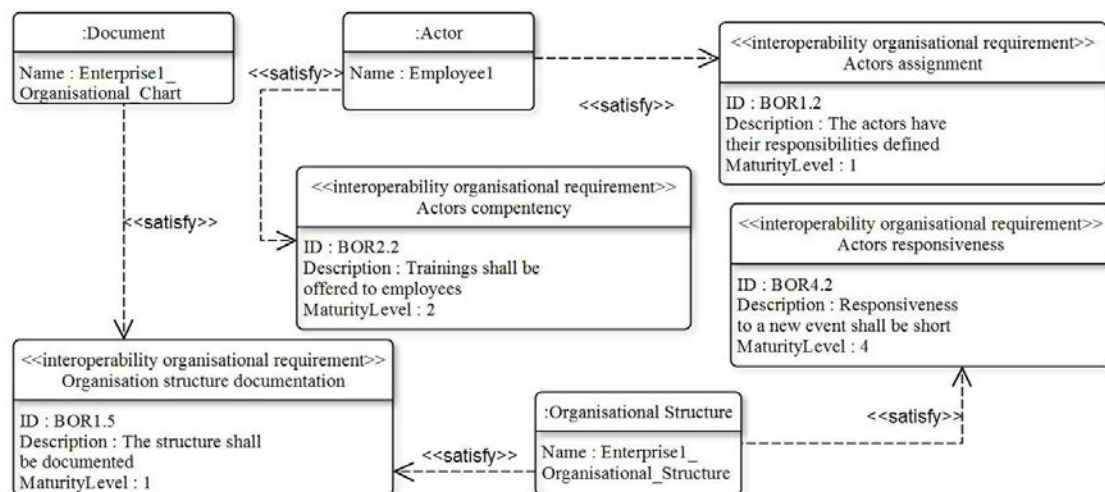 :Document
Name : Enterprise1_
Organisational_Chart
:Actor
Name : Employee1
<<satisfy>>
<<satisfy>>
<<interoperability organisational requirement>>
Actors assignment
ID : BOR1.2
Description : The actors have
their responsibilities defined
MaturityLevel : 1
<<satisfy>>
<<interoperability organisational requirement>>
Actors compentency
ID : BOR2.2
Description : Trainings shall be
offered to employees
MaturityLevel : 2
<<interoperability organisational requirement>>
Actors responsiveness
ID : BOR4.2
Description : Responsiveness
to a new event shall be short
MaturityLevel : 4
<<interoperability organisational requirement>>
Organisation structure documentation
ID : BOR1.5
Description : The structure shall
be documented
MaturityLevel : 1
<<satisfy>>
:Organisational Structure
Name : Enterprise1_
Organisational_Structure
<<satisfy>>